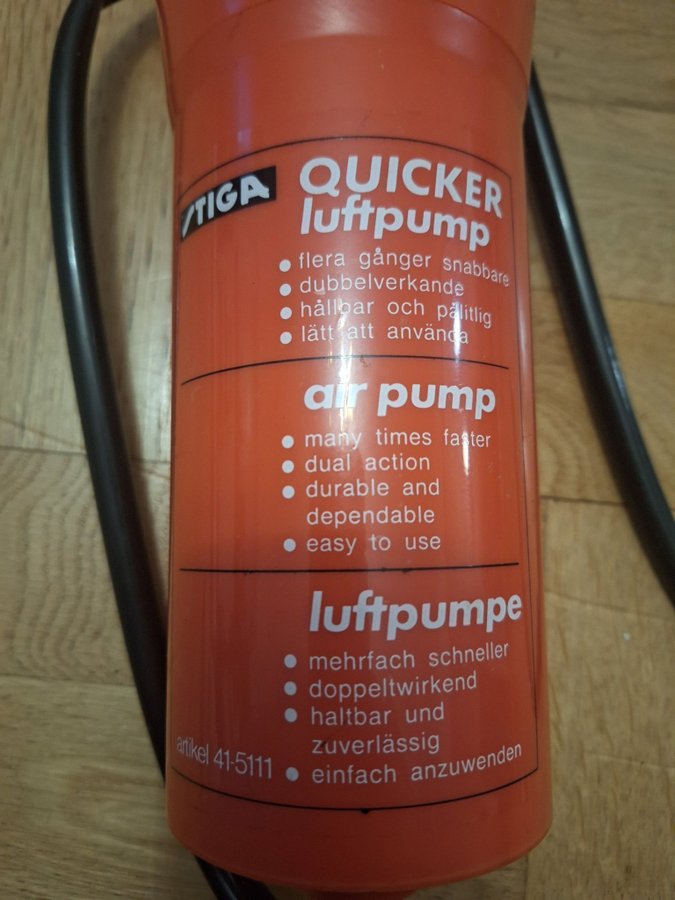 STIGA QUICKER
luftpump
• flera gånger snabbare
• dubbelverkande
• hållbar och pålitlig
• lätt att använda
air pump
• many times faster
• dual action
• durable and
dependable
• easy to use
luftpumpe
• mehrfach schneller
• doppeltwirkend
• haltbar und
zuverlässig
• einfach anzuwenden
artikel 41-5111